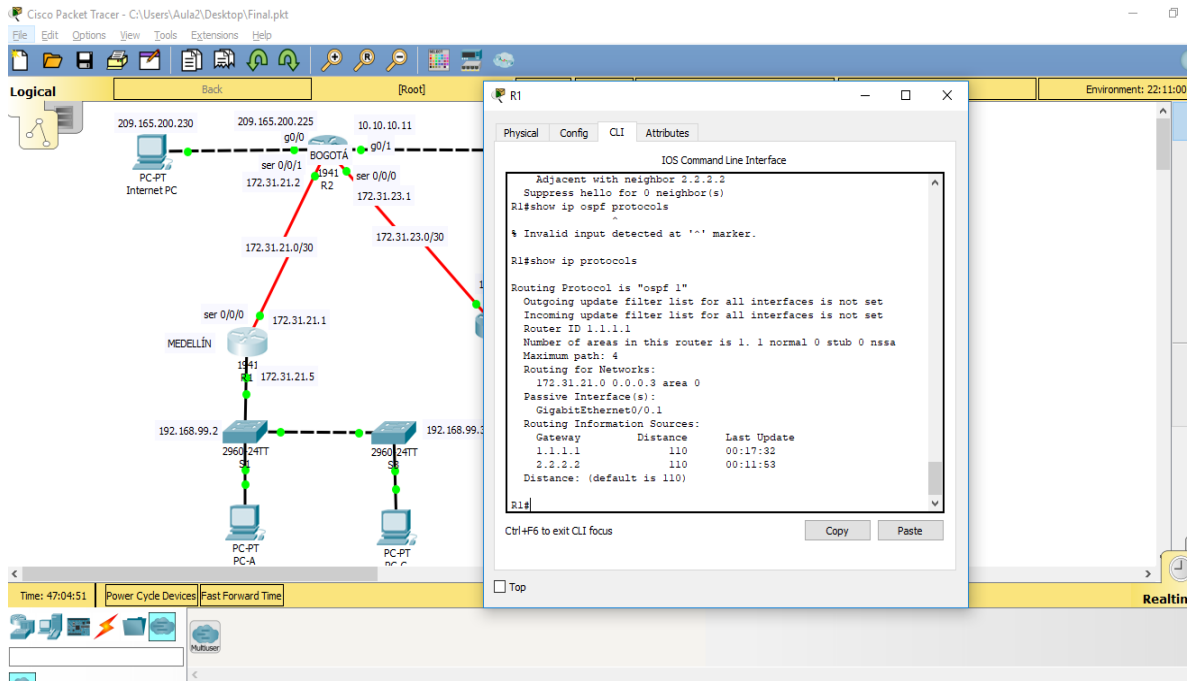 Cisco Packet Tracer - C:\Users\Aula2\Desktop\Final.pkt
File Edit Options View Tools Extensions Help
Logical
Back
[Root]
Environment: 22:11:00
209.165.200.230
209.165.200.225
10.10.10.11
g0/0
g0/1
BOGOTÁ
PC-PT
Internet PC
ser 0/0/1
172.31.21.2
1941
R2
ser 0/0/0
172.31.23.1
172.31.21.0/30
172.31.23.0/30
ser 0/0/0
172.31.21.1
MEDELLÍN
1941
R1
172.31.21.5
192.168.99.2
192.168.99.3
2960-24TT
S1
2960-24TT
S3
PC-PT
PC-A
PC-PT
PC-C
R1
Physical Config CLI Attributes
IOS Command Line Interface
Adjacent with neighbor 2.2.2.2
Suppress hello for 0 neighbor(s)
R1#show ip ospf protocols
^
% Invalid input detected at '^' marker.
R1#show ip protocols
Routing Protocol is "ospf 1"
Outgoing update filter list for all interfaces is not set
Incoming update filter list for all interfaces is not set
Router ID 1.1.1.1
Number of areas in this router is 1. 1 normal 0 stub 0 nssa
Maximum path: 4
Routing for Networks:
172.31.21.0 0.0.0.3 area 0
Passive Interface(s):
GigabitEthernet0/0.1
Routing Information Sources:
Gateway Distance Last Update
1.1.1.1 110 00:17:32
2.2.2.2 110 00:11:53
Distance: (default is 110)
R1#
Ctrl+F6 to exit CLI focus
Copy
Paste
Top
Time: 47:04:51
Power Cycle Devices
Fast Forward Time
Realtin
Multiuser